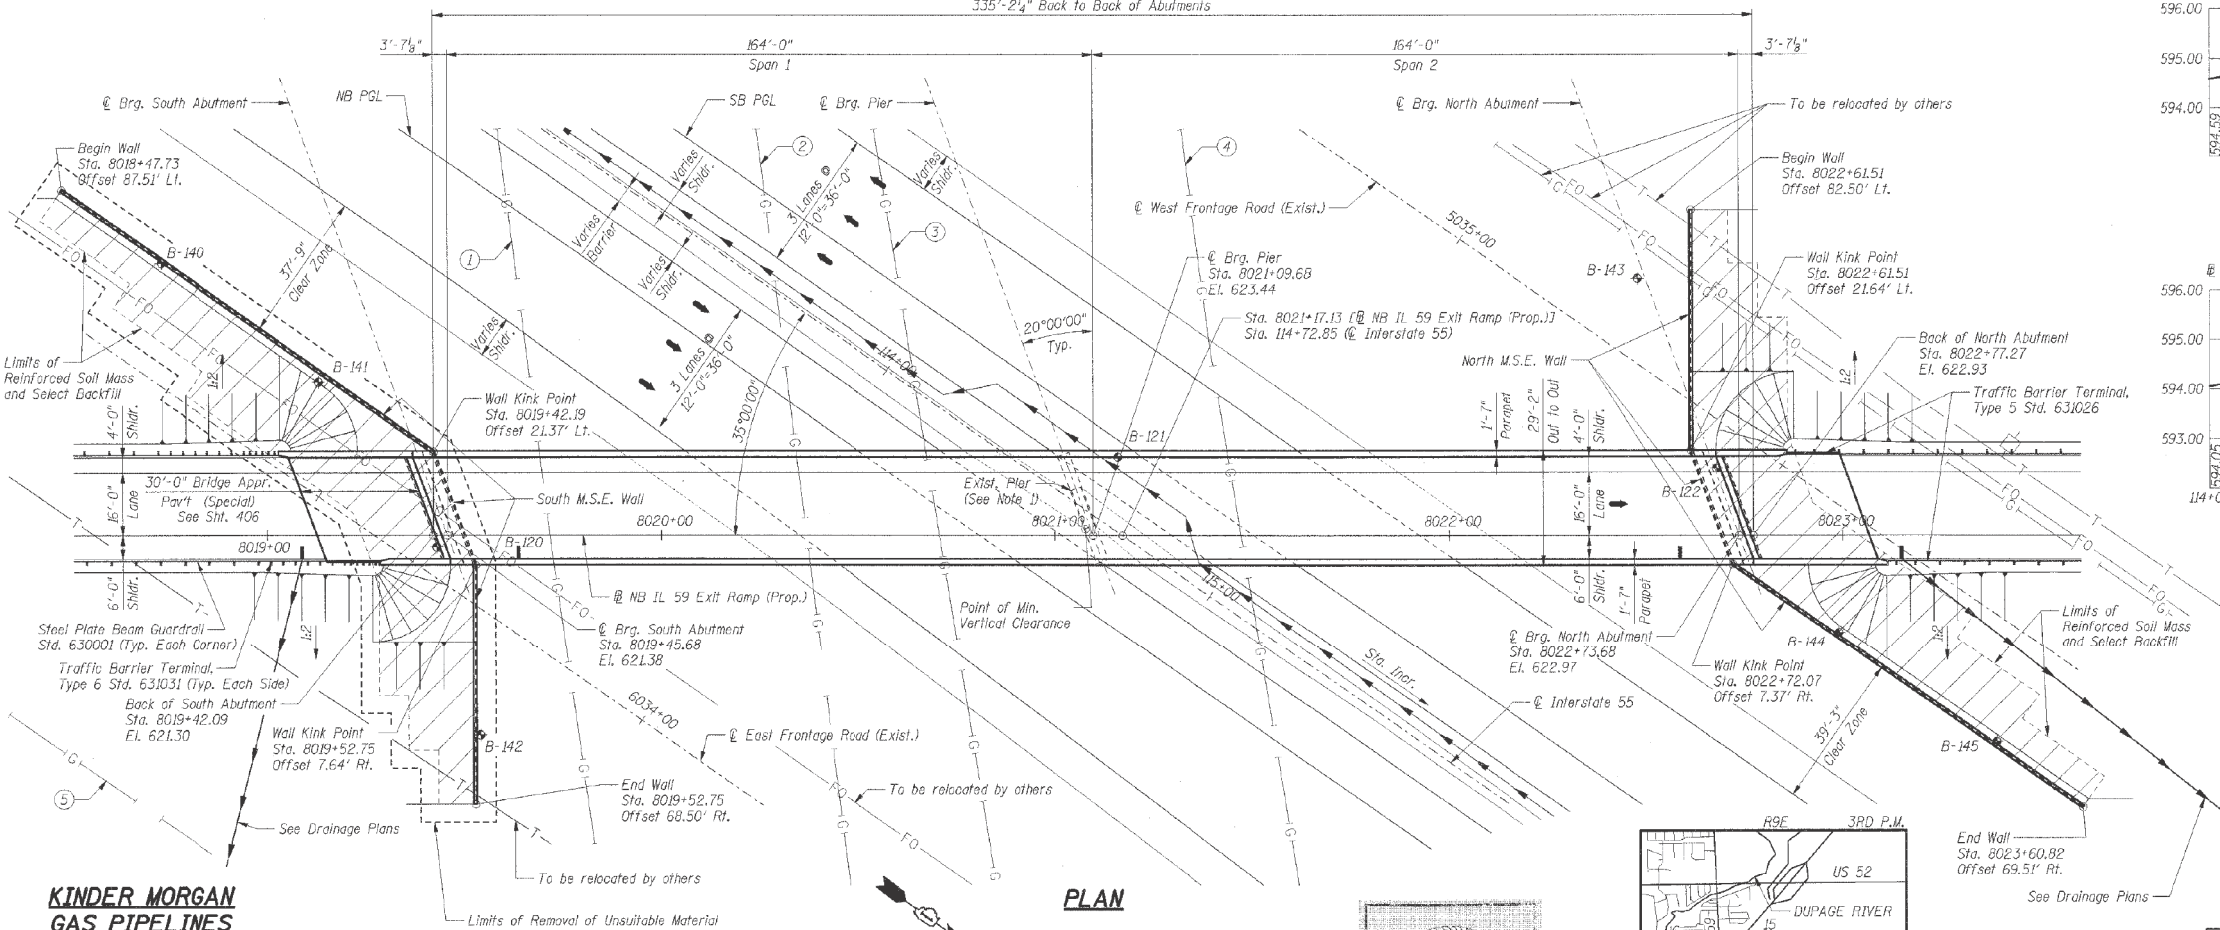 335'-2¼" Back to Back of Abutments
3'-7⅛"
164'-0"
Span 1
164'-0"
Span 2
3'-7⅛"
596.00
595.00
594.00
594.59
℄ Brg. South Abutment
NB PGL
SB PGL
℄ Brg. Pier
℄ Brg. North Abutment
To be relocated by others
Begin Wall
Sta. 8018+47.73
Offset 87.51' Lt.
Begin Wall
Sta. 8022+61.51
Offset 82.50' Lt.
1
2
3
4
Varies
Shldr.
3 Lanes @
12'-0"=36'-0"
Varies
Shldr.
Varies
Barrier
Varies
Shldr.
℄ West Frontage Road (Exist.)
5035+00
B-140
37'-9"
Clear Zone
B-143
℄ Brg. Pier
Sta. 8021+09.68
El. 623.44
Wall Kink Point
Sta. 8022+61.51
Offset 21.64' Lt.
596.00
595.00
594.00
593.00
594.05
114+0
Varies
Shldr.
3 Lanes @
12'-0"=36'-0"
114+00
20°00'00"
Typ.
Sta. 8021+17.13 [℄ NB IL 59 Exit Ramp (Prop.)]
Sta. 114+72.85 (℄ Interstate 55)
North M.S.E. Wall
Back of North Abutment
Sta. 8022+77.27
El. 622.93
Limits of
Reinforced Soil Mass
and Select Backfill
1:2
B-141
35°00'00"
Wall Kink Point
Sta. 8019+42.19
Offset 21.37' Lt.
1:2
Traffic Barrier Terminal,
Type 5 Std. 631026
4'-0"
Shldr.
B-121
1'-7"
Parapet
29'-2"
Out to Out
4'-0"
Shldr.
30'-0" Bridge Appr.
Pav't (Special)
See Sht. 406
16'-0"
Lane
South M.S.E. Wall
Exist. Pier
(See Note 1)
B-122
16'-0"
Lane
8019+00
8020+00
8021+00
8022+00
8023+00
B-120
6'-0"
Shldr.
115+00
6'-0"
Shldr.
1'-7"
Parapet
NB IL 59 Exit Ramp (Prop.)
Steel Plate Beam Guardrail
Std. 630001 (Typ. Each Corner)
1:2
Traffic Barrier Terminal,
Type 6 Std. 631031 (Typ. Each Side)
Back of South Abutment
Sta. 8019+42.09
El. 621.30
℄ Brg. South Abutment
Sta. 8019+45.68
El. 621.38
Point of Min.
Vertical Clearance
℄ Brg. North Abutment
Sta. 8022+73.68
El. 622.97
B-144
1:2
Limits of
Reinforced Soil Mass
and Select Backfill
Sta. Incr.
Wall Kink Point
Sta. 8022+72.07
Offset 7.37' Rt.
6034+00
℄ East Frontage Road (Exist.)
℄ Interstate 55
39'-3"
Clear Zone
B-145
Wall Kink Point
Sta. 8019+52.75
Offset 7.64' Rt.
B-142
5
End Wall
Sta. 8019+52.75
Offset 68.50' Rt.
To be relocated by others
See Drainage Plans
To be relocated by others
Limits of Removal of Unsuitable Material
KINDER MORGAN
GAS PIPELINES
PLAN
R9E
3RD P.M.
US 52
DUPAGE RIVER
15
End Wall
Sta. 8023+60.82
Offset 69.51' Rt.
See Drainage Plans